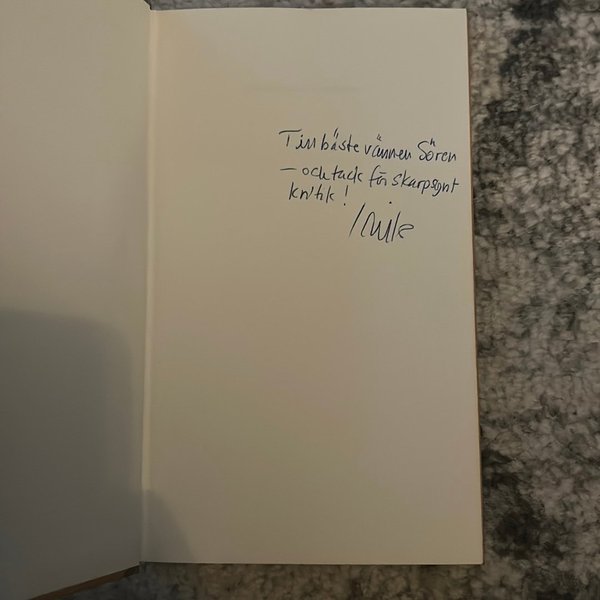 Till bäste vännen Sören
— och tack för skarpsynt
kritik!